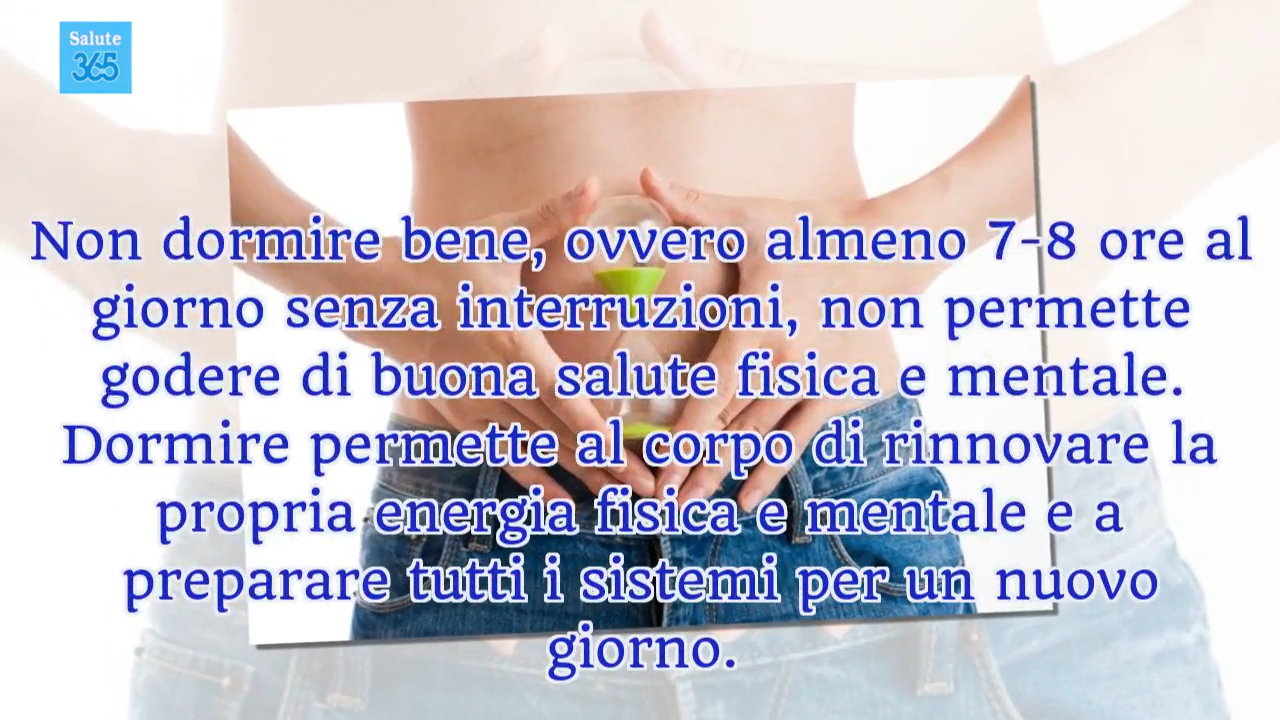 Salute
365
Non dormire bene, ovvero almeno 7-8 ore al
giorno senza interruzioni, non permette
godere di buona salute fisica e mentale.
Dormire permette al corpo di rinnovare la
propria energia fisica e mentale e a
preparare tutti i sistemi per un nuovo
giorno.